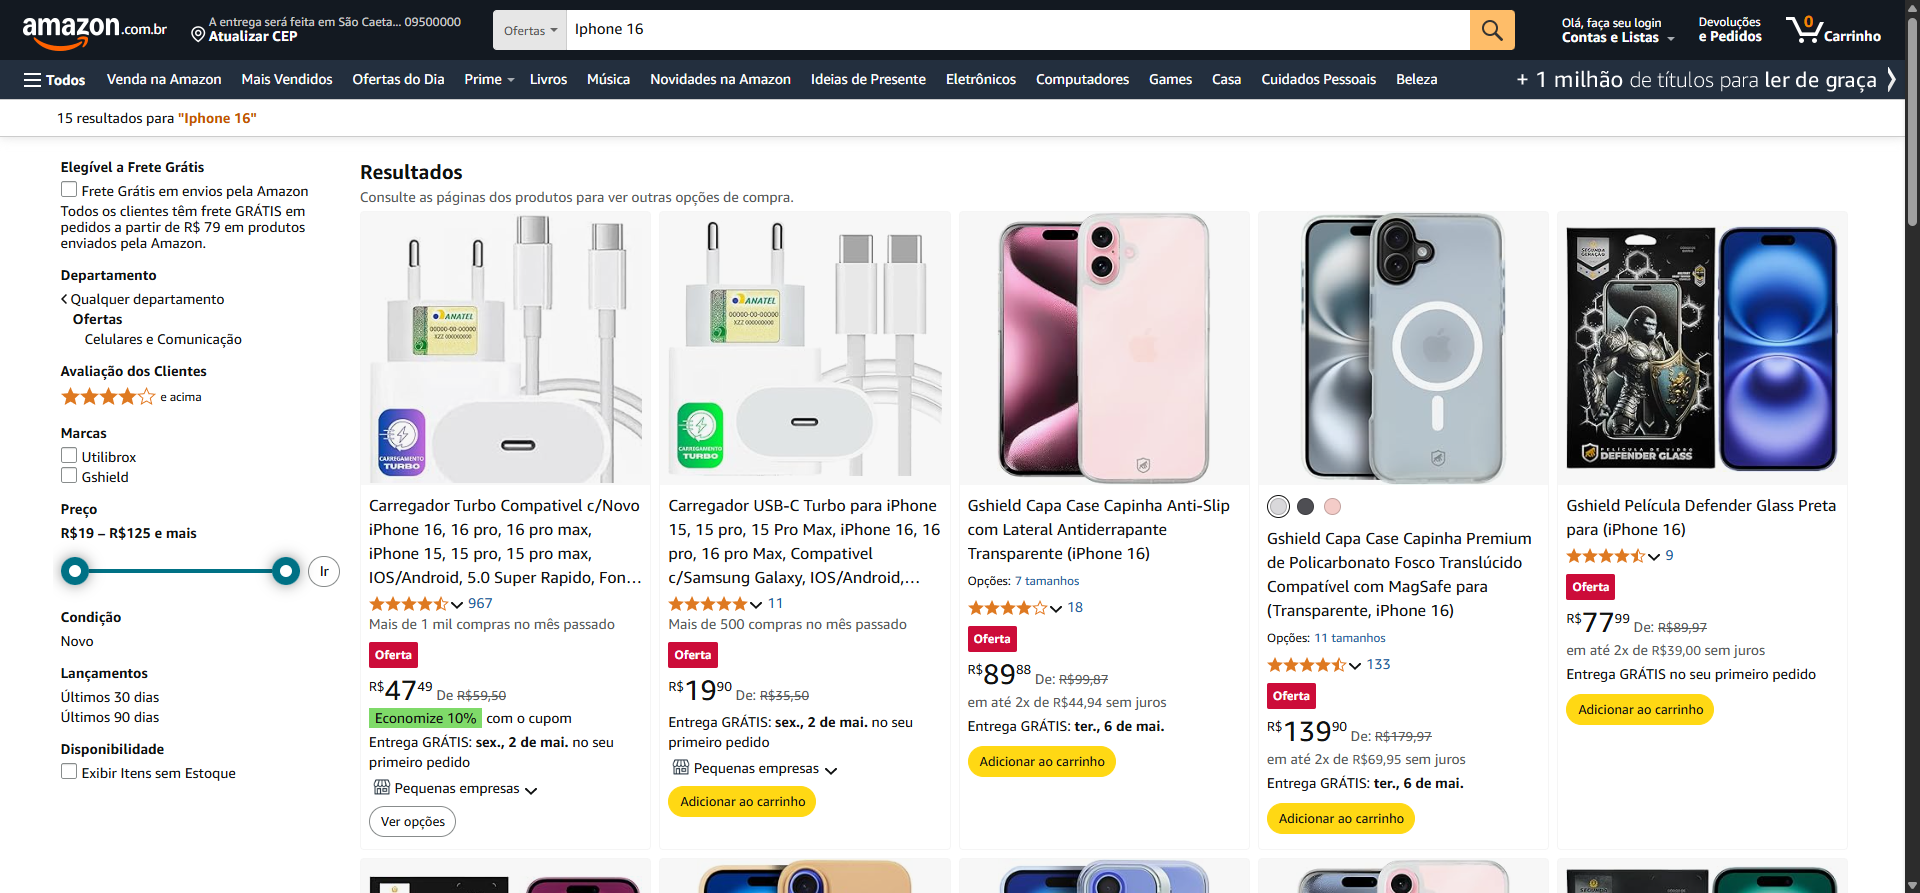 amazon.com.br
A entrega será feita em São Caeta... 09500000
Atualizar CEP
Ofertas
Iphone 16
Olá, faça seu login
Contas e Listas
Devoluções
e Pedidos
0
Carrinho
Todos
Venda na Amazon
Mais Vendidos
Ofertas do Dia
Prime
Livros
Música
Novidades na Amazon
Ideias de Presente
Eletrônicos
Computadores
Games
Casa
Cuidados Pessoais
Beleza
+ 1 milhão de títulos para ler de graça
15 resultados para "Iphone 16"
Elegível a Frete Grátis
Frete Grátis em envios pela Amazon
Todos os clientes têm frete GRÁTIS em
pedidos a partir de R$ 79 em produtos
enviados pela Amazon.
Departamento
Qualquer departamento
Ofertas
Celulares e Comunicação
Avaliação dos Clientes
e acima
Marcas
Utilibrox
Gshield
Preço
R$19 – R$125 e mais
Ir
Condição
Novo
Lançamentos
Últimos 30 dias
Últimos 90 dias
Disponibilidade
Exibir Itens sem Estoque
Resultados
Consulte as páginas dos produtos para ver outras opções de compra.
ANATEL
00000-00-00000
XZZ 000000000
CARREGAMENTO
TURBO
Carregador Turbo Compativel c/Novo
iPhone 16, 16 pro, 16 pro max,
iPhone 15, 15 pro, 15 pro max,
IOS/Android, 5.0 Super Rapido, Fon...
967
Mais de 1 mil compras no mês passado
Oferta
R$4749 De R$59,50
Economize 10% com o cupom
Entrega GRÁTIS: sex., 2 de mai. no seu
primeiro pedido
Pequenas empresas
Ver opções
ANATEL
00000-00-00000
XZZ 000000000
CARREGAMENTO
TURBO
Carregador USB-C Turbo para iPhone
15, 15 pro, 15 Pro Max, iPhone 16, 16
pro, 16 pro Max, Compativel
c/Samsung Galaxy, IOS/Android,...
11
Mais de 500 compras no mês passado
Oferta
R$1990 De: R$35,50
Entrega GRÁTIS: sex., 2 de mai. no seu
primeiro pedido
Pequenas empresas
Adicionar ao carrinho
Gshield Capa Case Capinha Anti-Slip
com Lateral Antiderrapante
Transparente (iPhone 16)
Opções: 7 tamanhos
18
Oferta
R$8988 De: R$99,87
em até 2x de R$44,94 sem juros
Entrega GRÁTIS: ter., 6 de mai.
Adicionar ao carrinho
Gshield Capa Case Capinha Premium
de Policarbonato Fosco Translúcido
Compatível com MagSafe para
(Transparente, iPhone 16)
Opções: 11 tamanhos
133
Oferta
R$13990 De: R$179,97
em até 2x de R$69,95 sem juros
Entrega GRÁTIS: ter., 6 de mai.
Adicionar ao carrinho
SEGUNDA
GERAÇÃO
PELÍCULA DE VIDRO
DEFENDER GLASS
Gshield Película Defender Glass Preta
para (iPhone 16)
9
Oferta
R$7799 De: R$89,97
em até 2x de R$39,00 sem juros
Entrega GRÁTIS no seu primeiro pedido
Adicionar ao carrinho